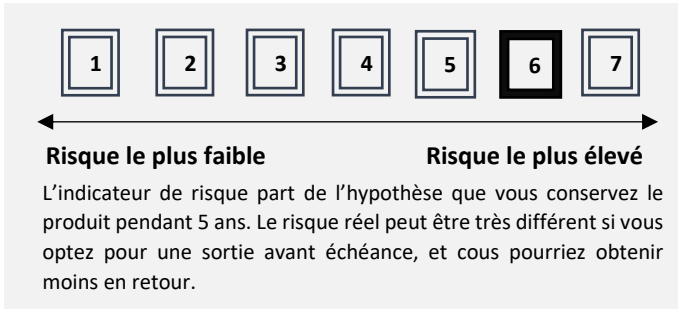 1 2 3 4 5 6 7
Risque le plus faible Risque le plus élevé
L’indicateur de risque part de l’hypothèse que vous conservez le
produit pendant 5 ans. Le risque réel peut être très différent si vous
optez pour une sortie avant échéance, et cous pourriez obtenir
moins en retour.